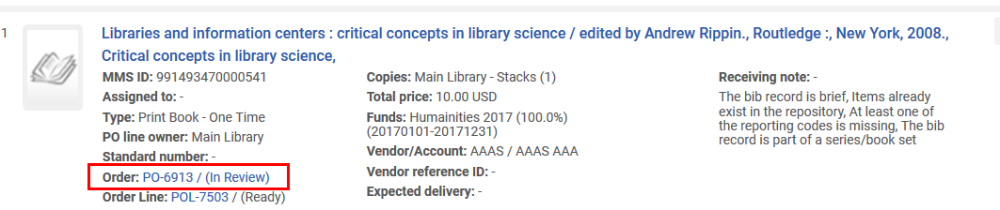 1
Libraries and information centers : critical concepts in library science / edited by Andrew Rippin., Routledge :, New York, 2008.,
Critical concepts in library science,
MMS ID: 991493470000541
Assigned to: -
Type: Print Book - One Time
PO line owner: Main Library
Standard number: -
Order: PO-6913 / (In Review)
Order Line: POL-7503 / (Ready)
Copies: Main Library - Stacks (1)
Total price: 10.00 USD
Funds: Humainities 2017 (100.0%)
(20170101-20171231)
Vendor/Account: AAAS / AAAS AAA
Vendor reference ID: -
Expected delivery: -
Receiving note: -
The bib record is brief, Items already
exist in the repository, At least one of
the reporting codes is missing, The bib
record is part of a series/book set